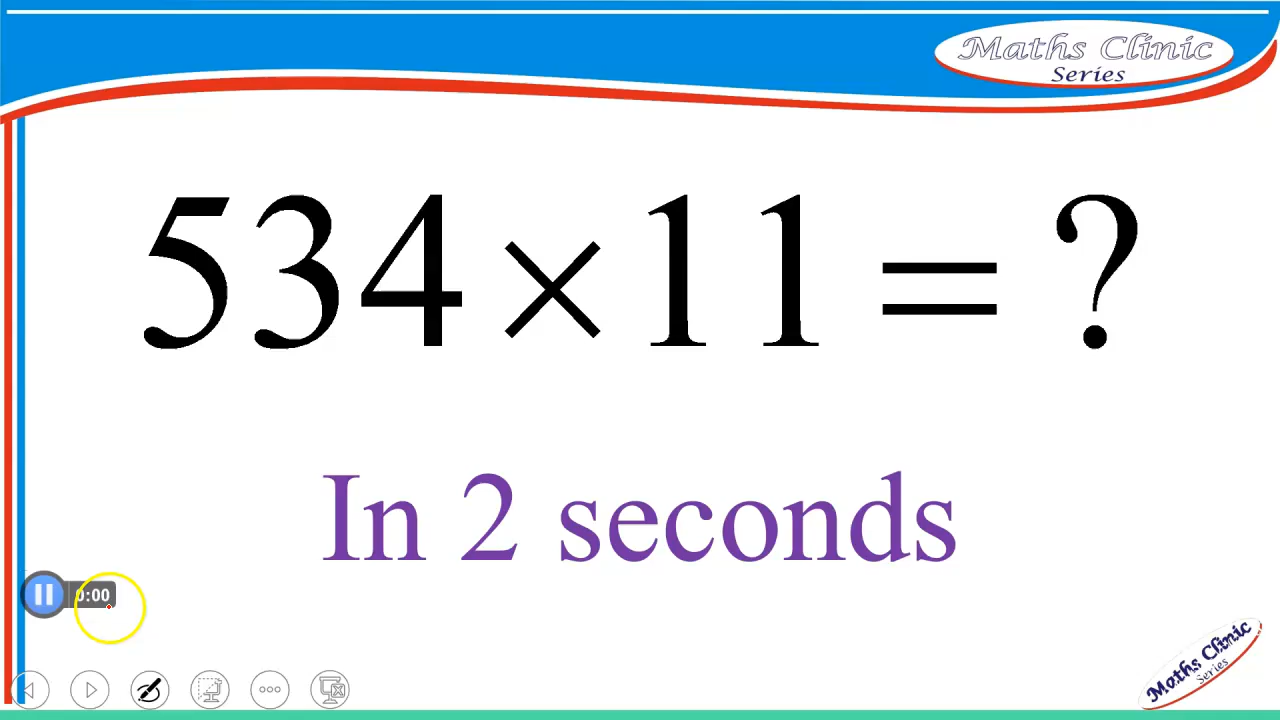 Maths Clinic
Series
534 × 11 = ?
In 2 seconds
0:00
Maths Clinic
Series